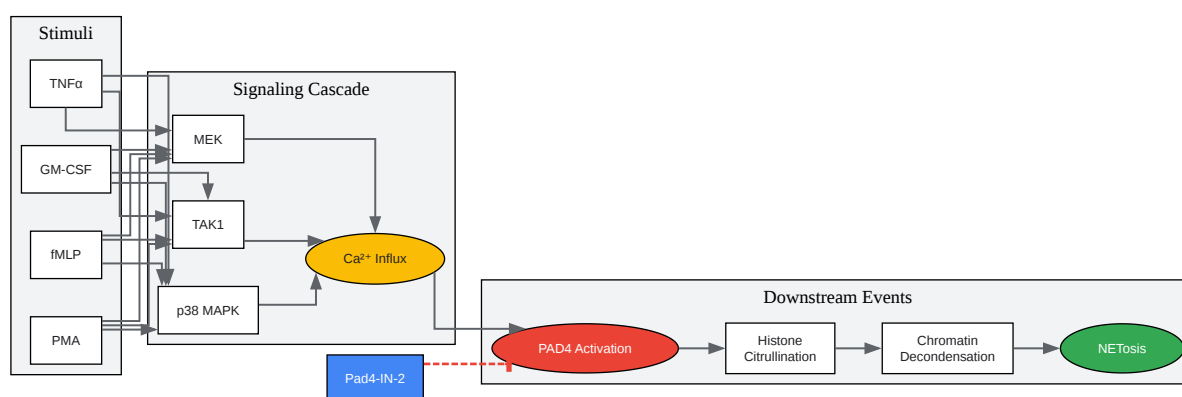 Stimuli
TNFα
GM-CSF
fMLP
PMA
Signaling Cascade
MEK
TAK1
p38 MAPK
Ca²⁺ Influx
Pad4-IN-2
Downstream Events
PAD4 Activation
Histone
Citrullination
Chromatin
Decondensation
NETosis